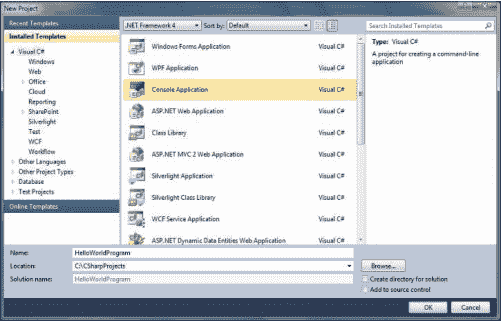 New Project
Recent Templates
.NET Framework 4 Sort by: Default
Search Installed Templates
Installed Templates
Visual C#
Windows
Web
Office
Cloud
Reporting
SharePoint
Silverlight
Test
WCF
Workflow
Other Languages
Other Project Types
Database
Test Projects
Online Templates
Windows Forms Application Visual C#
WPF Application Visual C#
Console Application Visual C#
ASP.NET Web Application Visual C#
Class Library Visual C#
ASP.NET MVC 2 Web Application Visual C#
Silverlight Application Visual C#
Silverlight Class Library Visual C#
WCF Service Application Visual C#
ASP.NET Dynamic Data Entities Web Application Visual C#
Type: Visual C#
A project for creating a command-line
application
Name: HelloWorldProgram
Location: C:\CSharpProjects Browse...
Solution name: HelloWorldProgram
Create directory for solution
Add to source control
OK Cancel